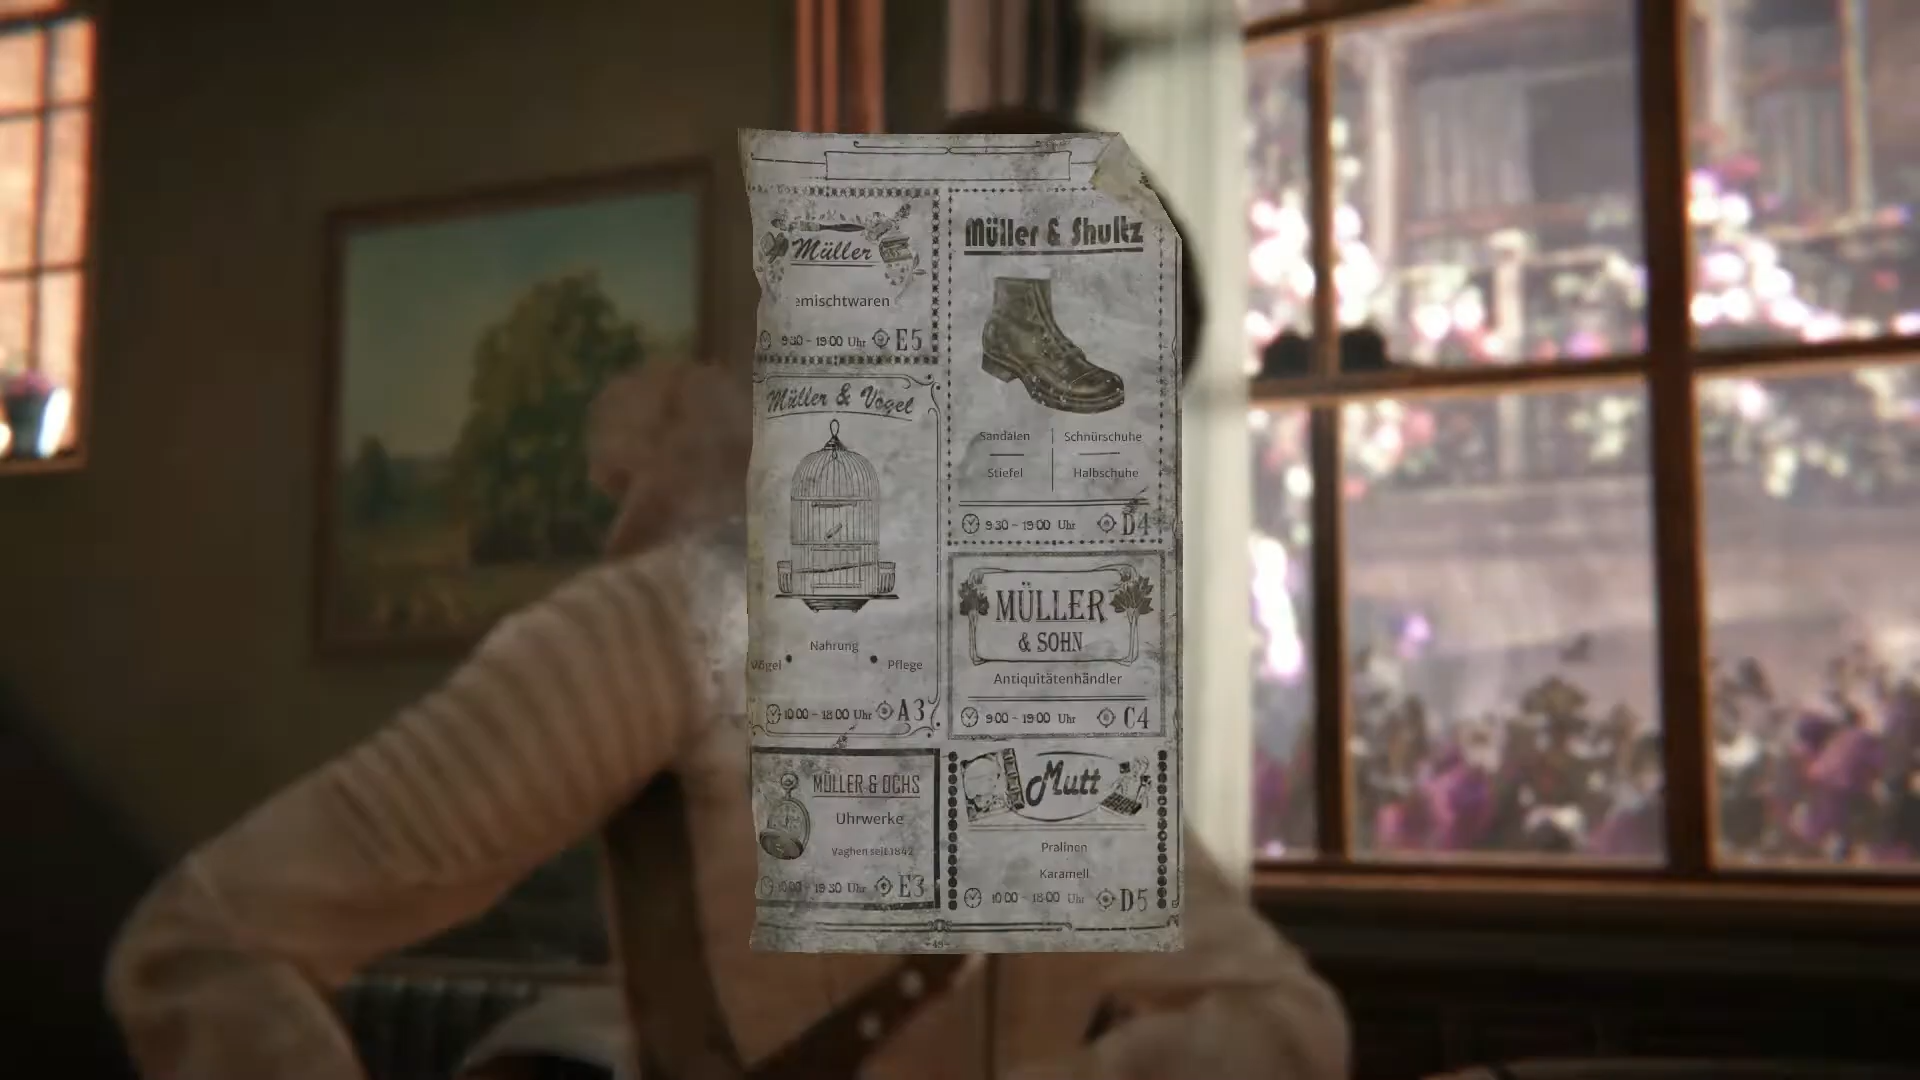 Müller
emischtwaren
9:30 - 19:00 Uhr E5
Müller & Vogel
Nahrung
Vögel • • Pflege
10:00 - 18:00 Uhr A3
MÜLLER & OCHS
Uhrwerke
Vaghen seit 1842
10:00 - 19:30 Uhr E3
Müller & Shultz
Sandalen Schnürschuhe
Stiefel Halbschuhe
9:30 - 19:00 Uhr D4
MÜLLER
& SOHN
Antiquitätenhändler
9:00 - 19:00 Uhr C4
Mutt
Pralinen
Karamell
10:00 - 18:00 Uhr D5
-49-